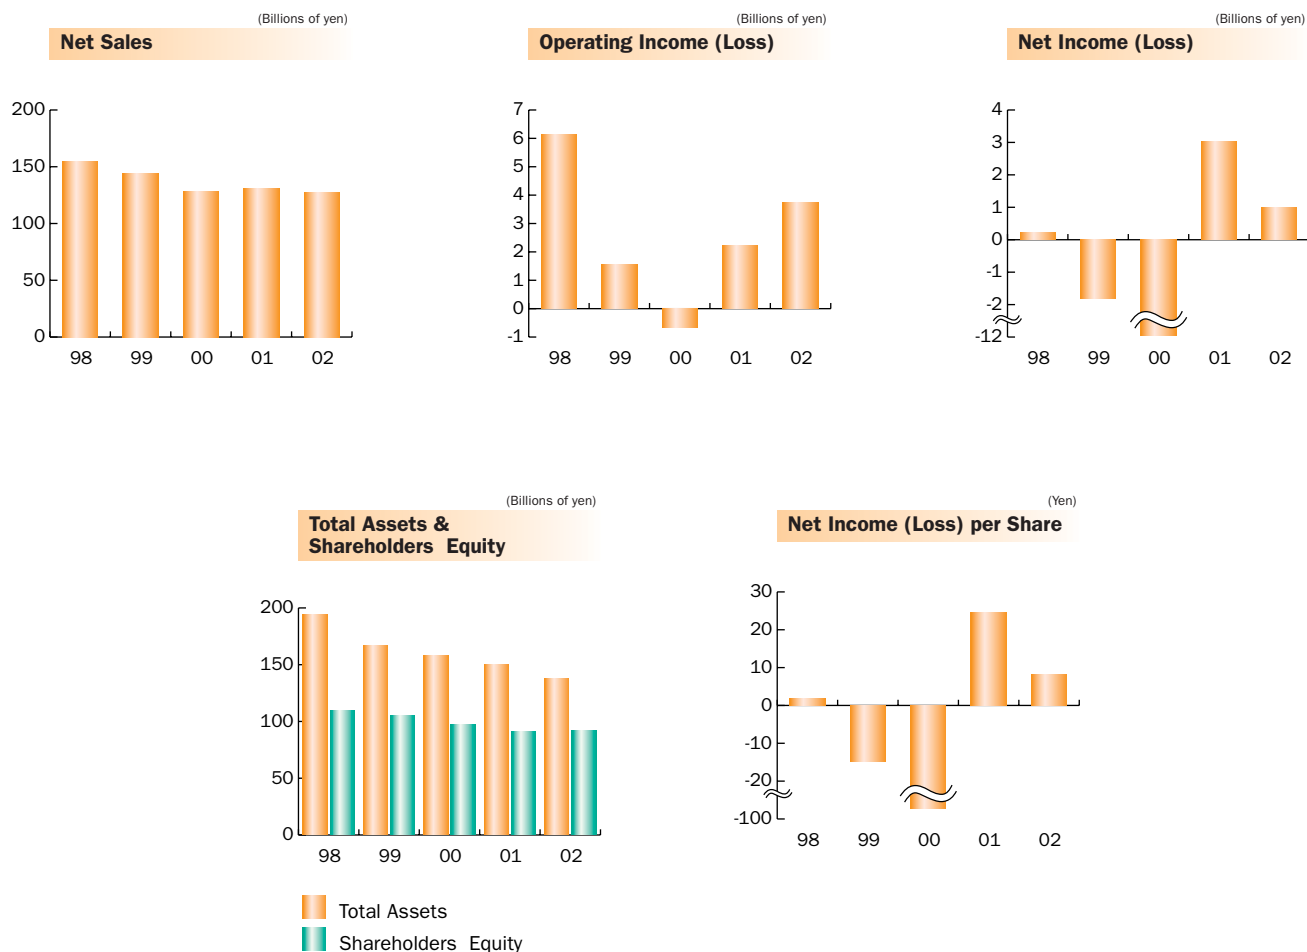 (Billions of yen)
Net Sales
200
150
100
50
0
98 99 00 01 02
(Billions of yen)
Operating Income (Loss)
7
6
5
4
3
2
1
0
-1
98 99 00 01 02
(Billions of yen)
Net Income (Loss)
4
3
2
1
0
-1
-2
-12
98 99 00 01 02
(Billions of yen)
Total Assets &
Shareholders Equity
200
150
100
50
0
98 99 00 01 02
Total Assets
Shareholders Equity
(Yen)
Net Income (Loss) per Share
30
20
10
0
-10
-20
-100
98 99 00 01 02